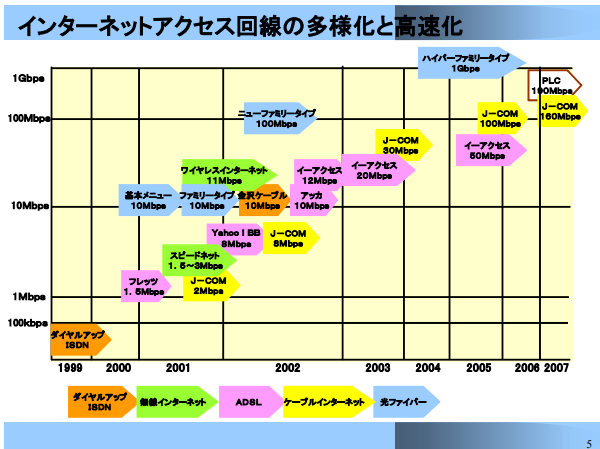 インターネットアクセス回線の多様化と高速化
ハイパーファミリータイプ
1Gbps
1Gbps
PLC
190Mbps
J－COM
160Mbps
ニューファミリータイプ
100Mbps
100Mbps
J－COM
100Mbps
J－COM
30Mbps
イーアクセス
50Mbps
ワイヤレスインターネット
11Mbps
イーアクセス
12Mbps
イーアクセス
20Mbps
10Mbps
基本メニュー
10Mbps
ファミリータイプ
10Mbps
金沢ケーブル
10Mbps
アッカ
10Mbps
Yahoo！BB
8Mbps
J－COM
8Mbps
スピードネット
1．5～3Mbps
フレッツ
1．5Mbps
J－COM
2Mbps
1Mbps
100kbps
ダイヤルアップ
ISDN
1999
2000
2001
2002
2003
2004
2005
2006
2007
ダイヤルアップ
ISDN
無線インターネット
ADSL
ケーブルインターネット
光ファイバー
5